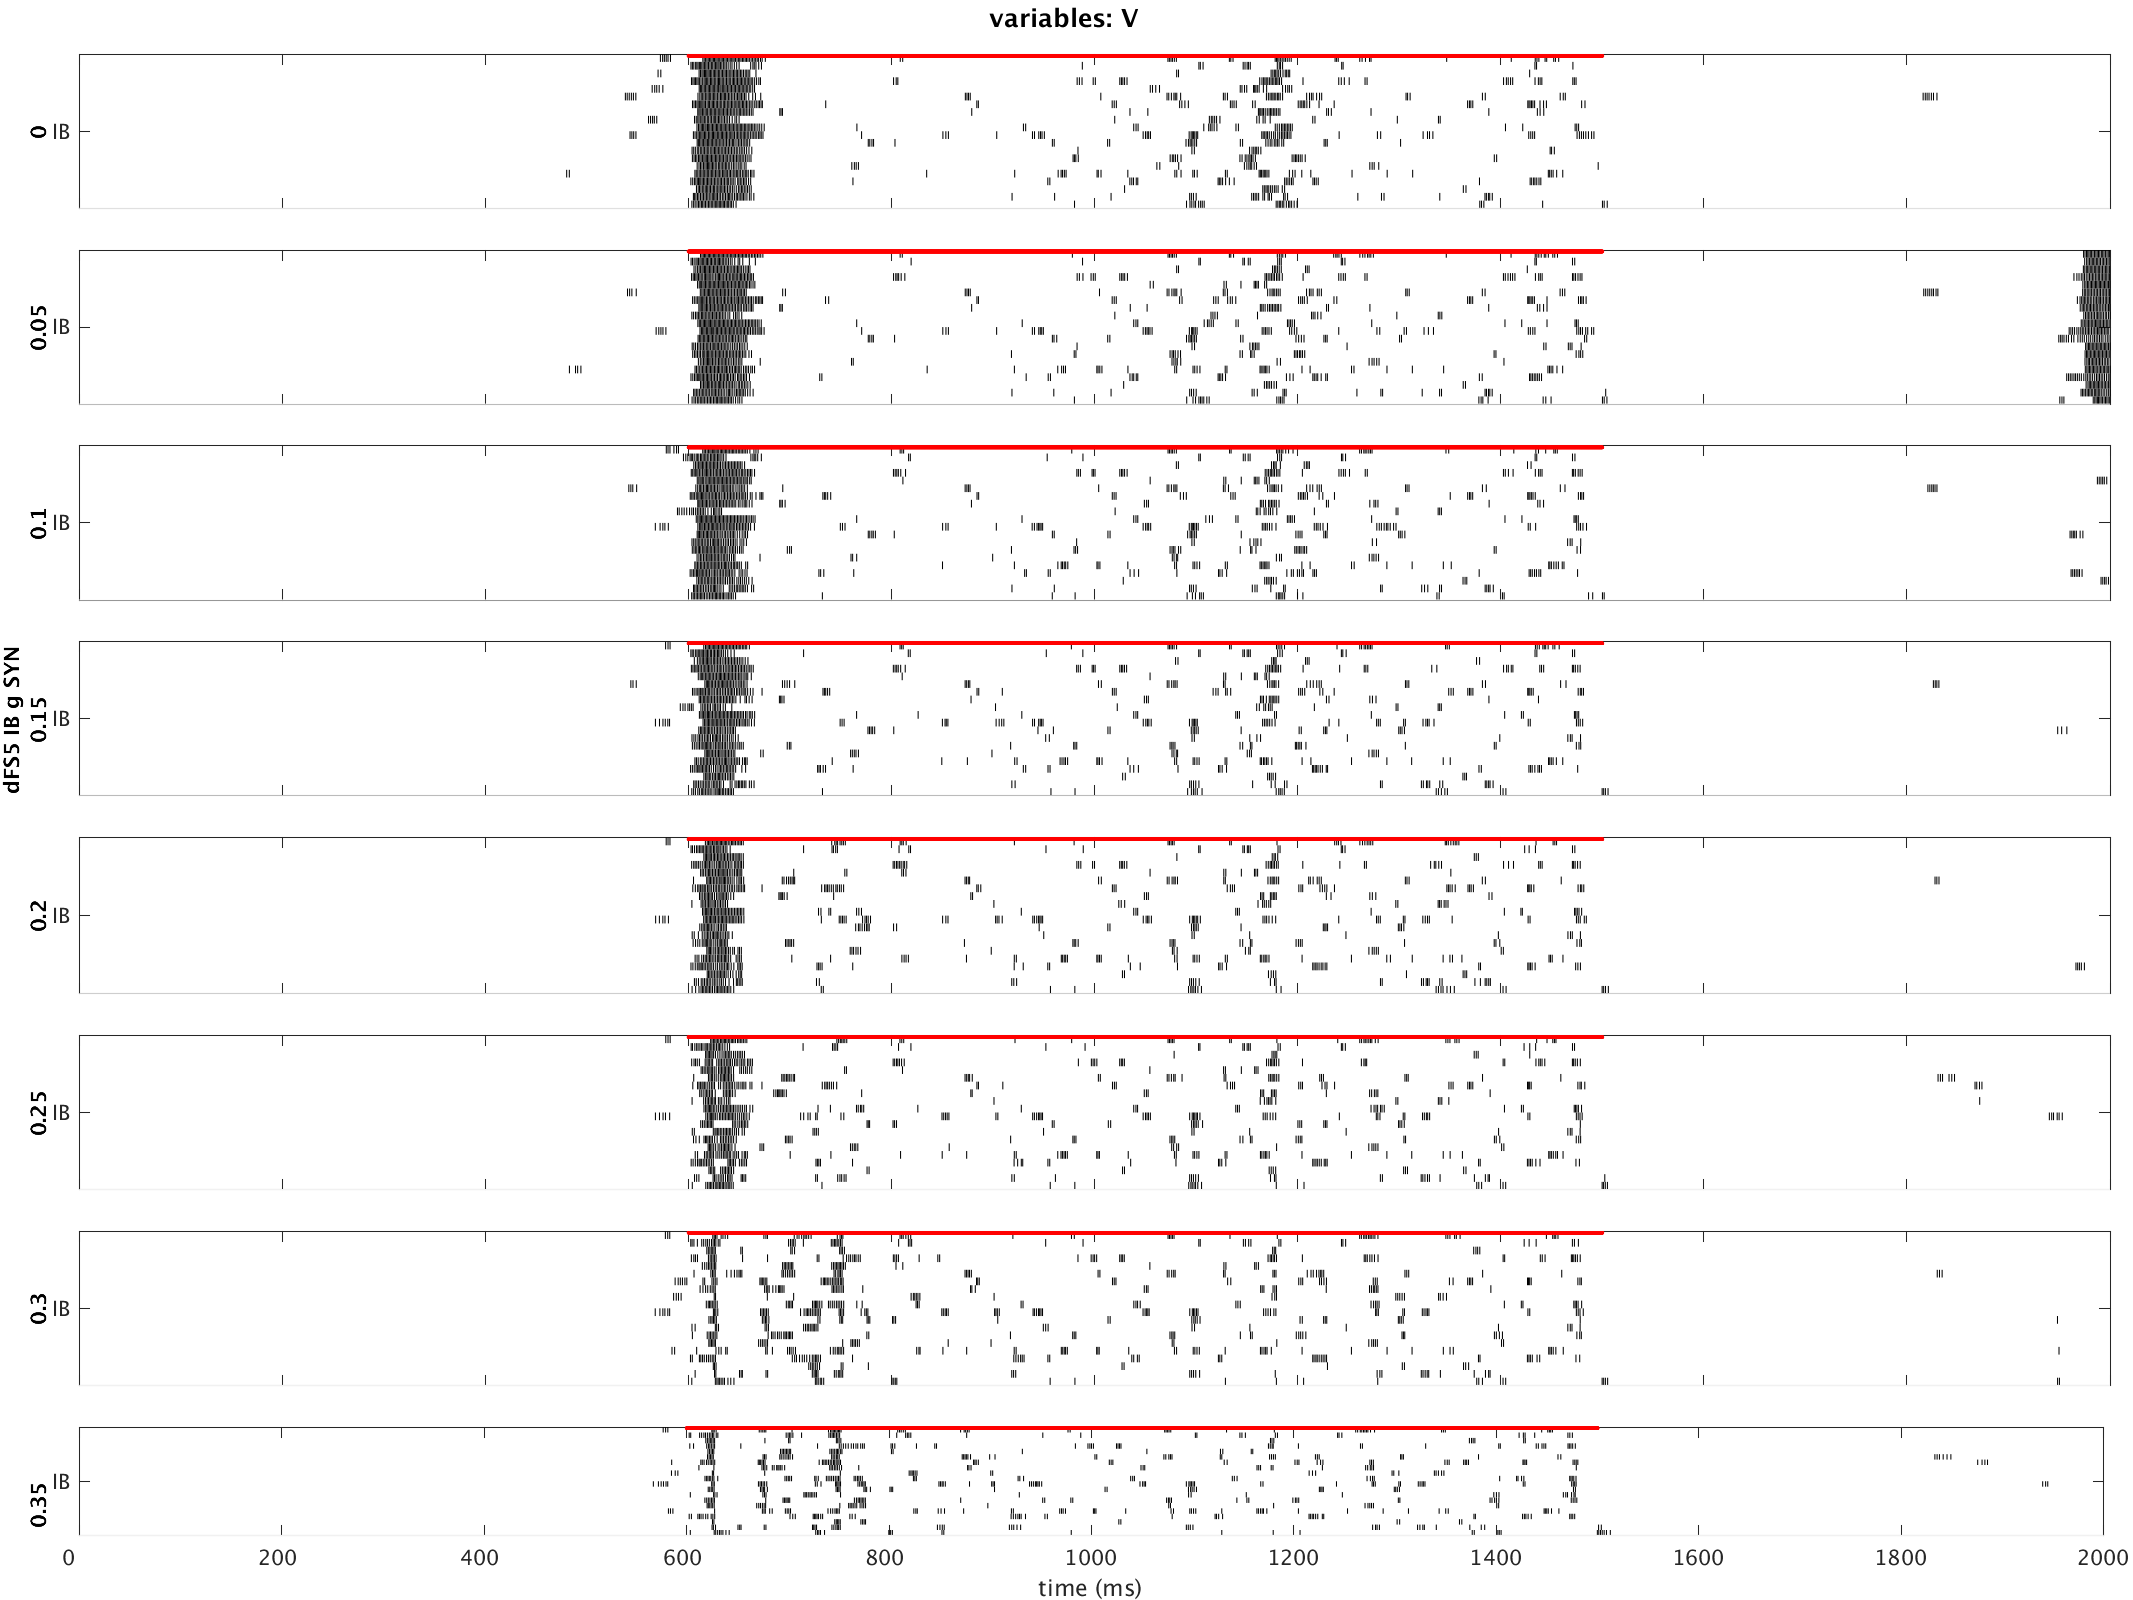 variables: V
dFS5 IB g SYN
0 IB
0.05 IB
0.1 IB
0.15 IB
0.2 IB
0.25 IB
0.3 IB
0.35 IB
0 200 400 600 800 1000 1200 1400 1600 1800 2000
time (ms)